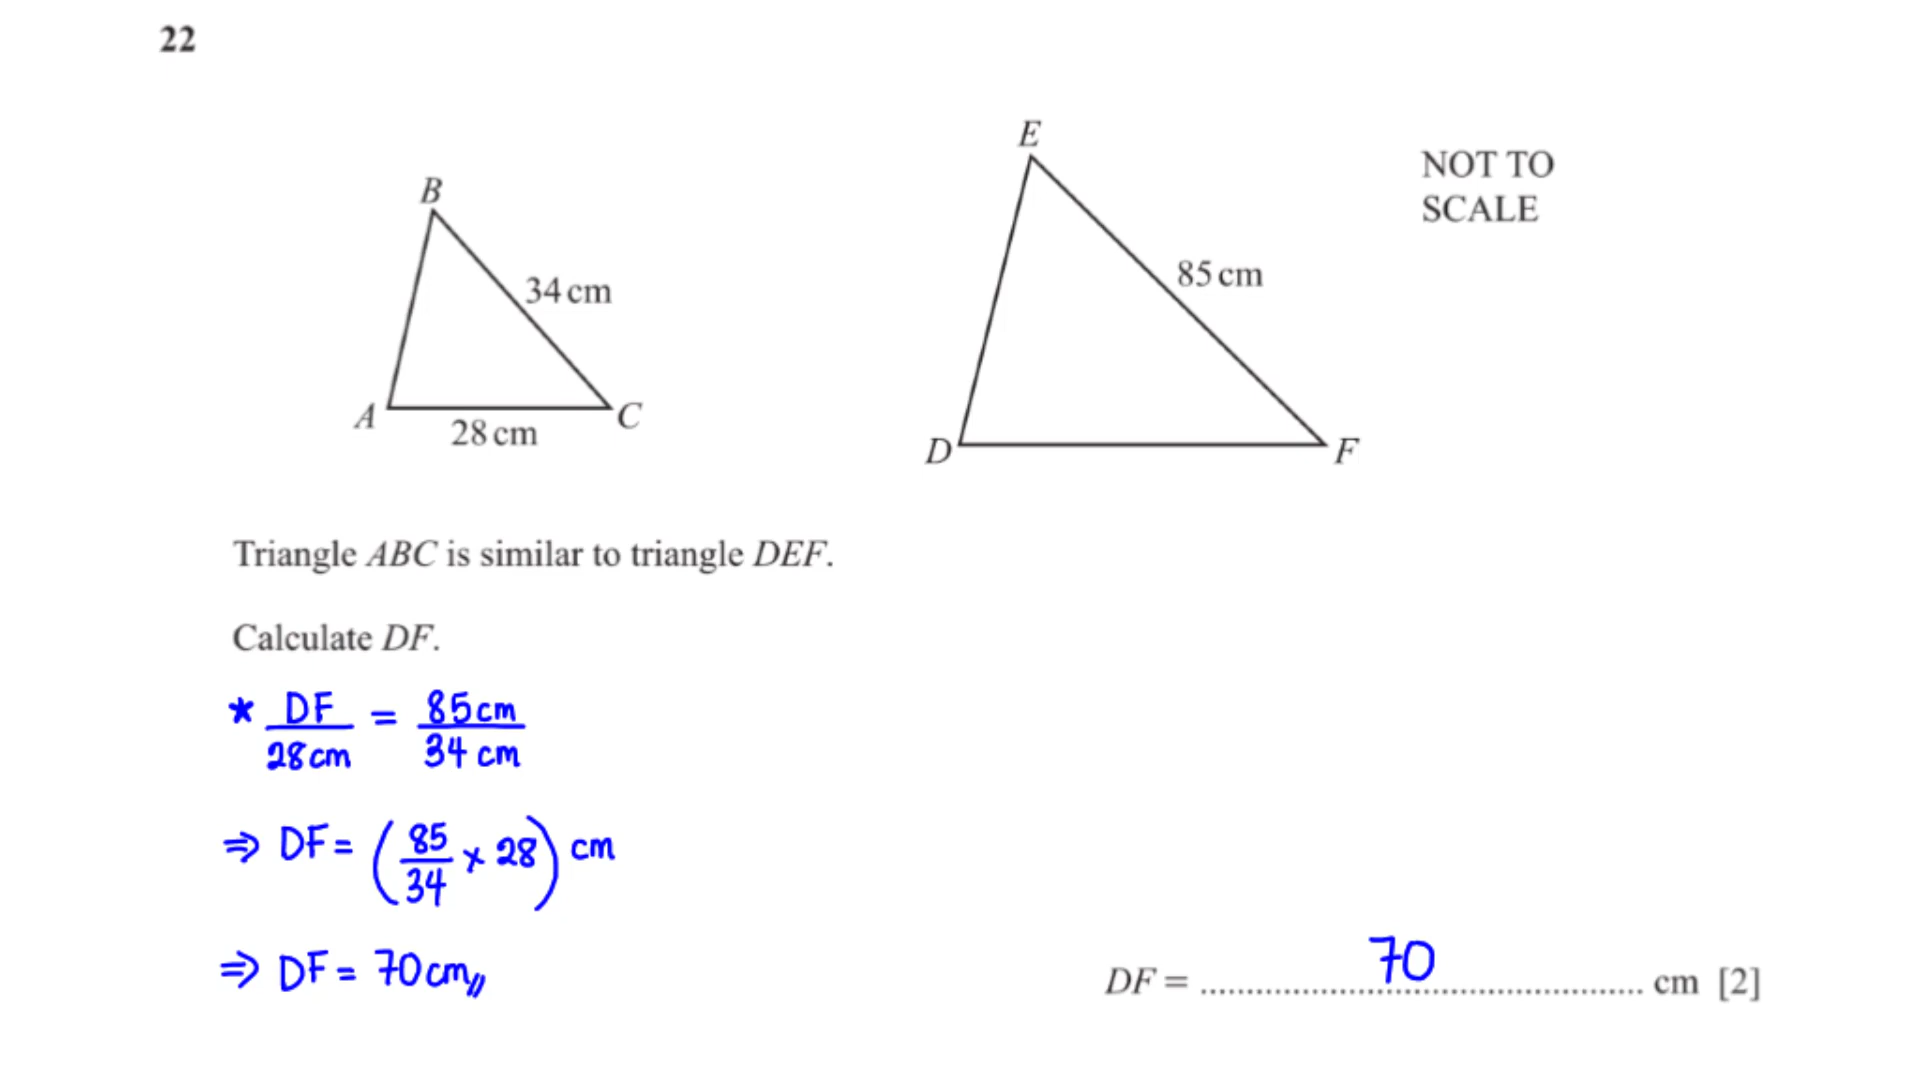 22
E
NOT TO
SCALE
B
85 cm
34 cm
A
C
28 cm
D
F
Triangle ABC is similar to triangle DEF.
Calculate DF.
* DF/28cm = 85cm/34 cm
⇒ DF = (85/34 × 28) cm
⇒ DF = 70cm //
DF = ................ 70 ................ cm [2]